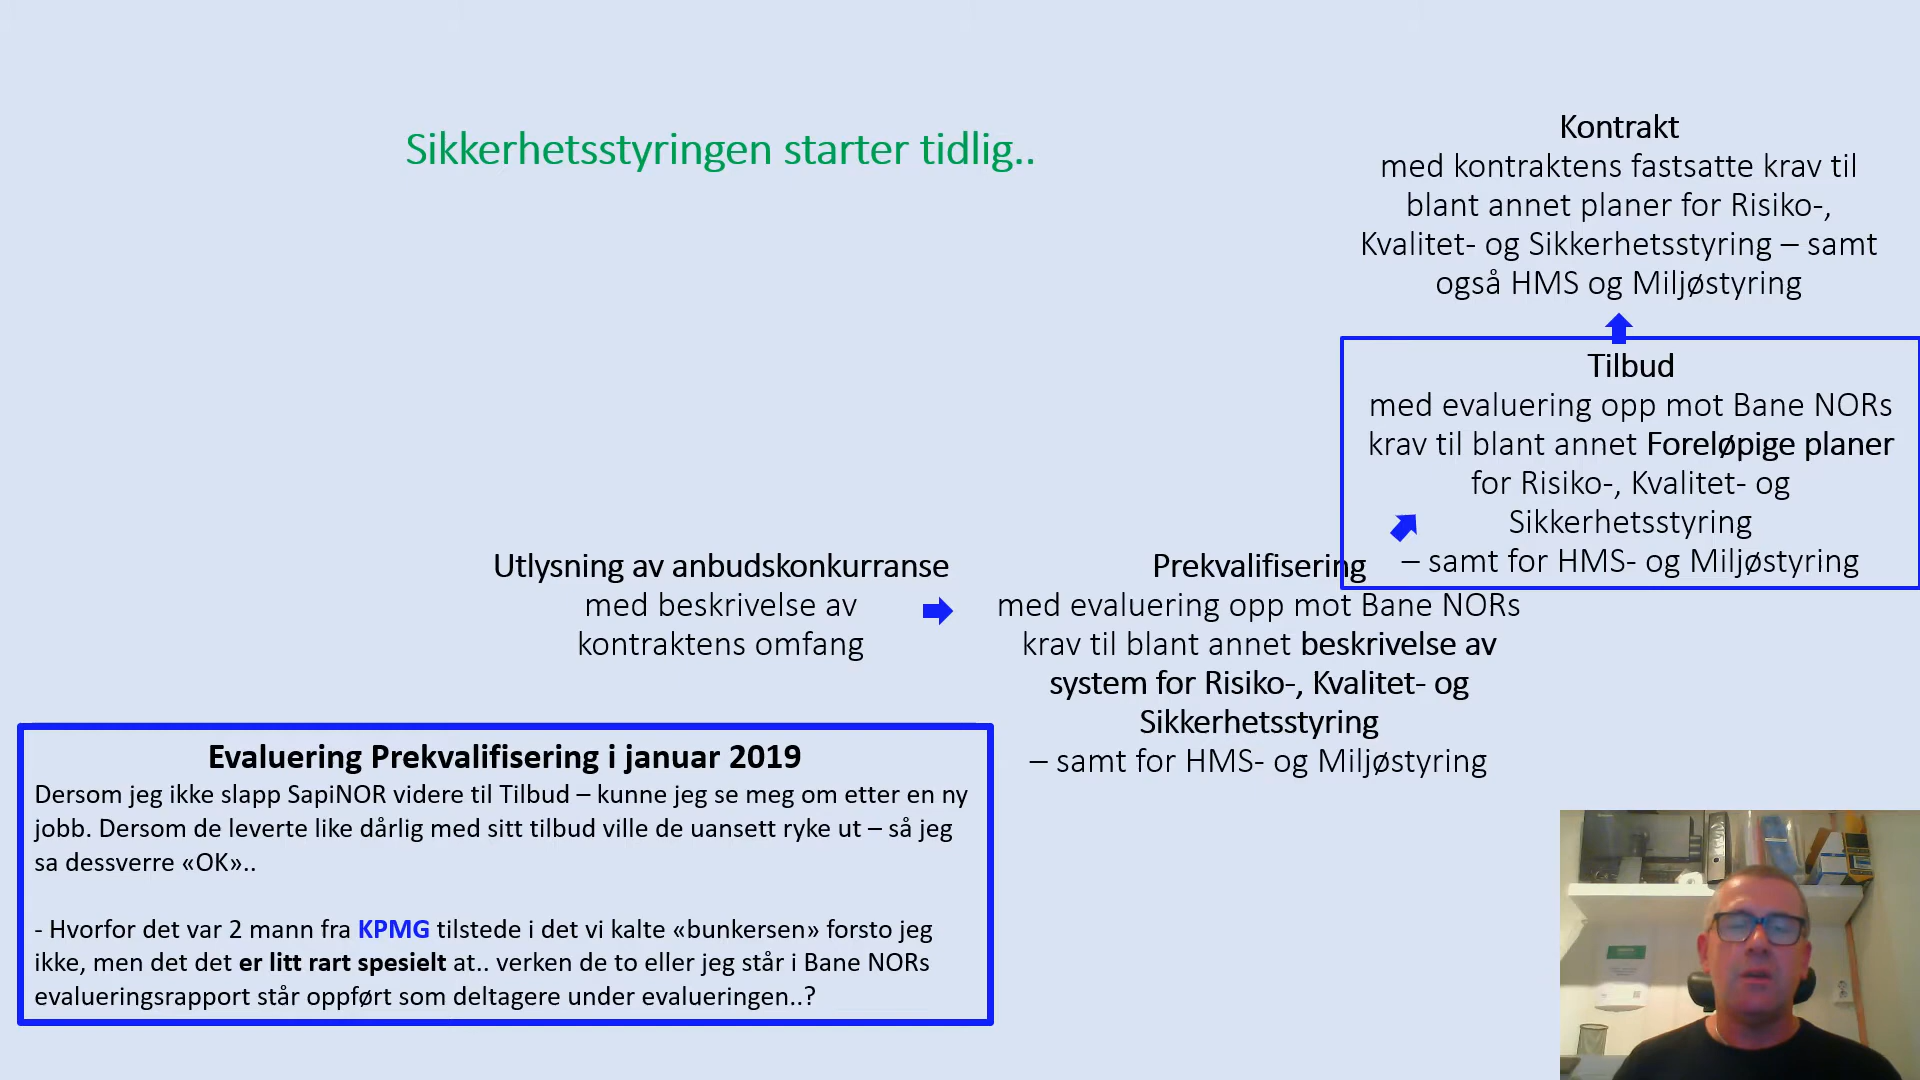 Sikkerhetsstyringen starter tidlig..
Kontrakt
med kontraktens fastsatte krav til
blant annet planer for Risiko-,
Kvalitet- og Sikkerhetsstyring – samt
også HMS og Miljøstyring
Tilbud
med evaluering opp mot Bane NORs
krav til blant annet Foreløpige planer
for Risiko-, Kvalitet- og
Sikkerhetsstyring
– samt for HMS- og Miljøstyring
Utlysning av anbudskonkurranse
med beskrivelse av
kontraktens omfang
Prekvalifisering
med evaluering opp mot Bane NORs
krav til blant annet beskrivelse av
system for Risiko-, Kvalitet- og
Sikkerhetsstyring
– samt for HMS- og Miljøstyring
Evaluering Prekvalifisering i januar 2019
Dersom jeg ikke slapp SapiNOR videre til Tilbud – kunne jeg se meg om etter en ny
jobb. Dersom de leverte like dårlig med sitt tilbud ville de uansett ryke ut – så jeg
sa dessverre «OK»..
- Hvorfor det var 2 mann fra KPMG tilstede i det vi kalte «bunkersen» forsto jeg
ikke, men det det er litt rart spesielt at.. verken de to eller jeg står i Bane NORs
evalueringsrapport står oppført som deltagere under evalueringen..?